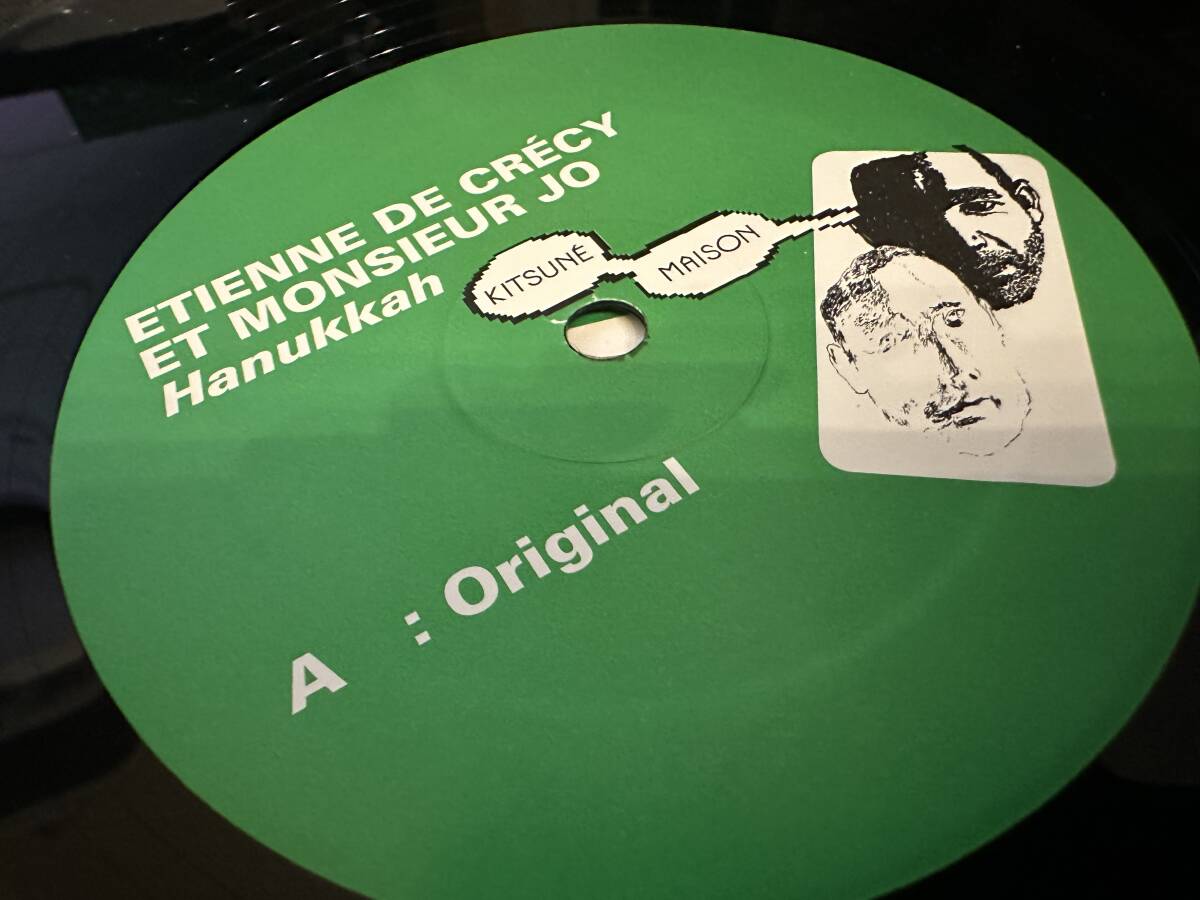 ETIENNE DE CRÉCY
ET MONSIEUR JO
Hanukkah
KITSUNÉ MAISON
A : Original